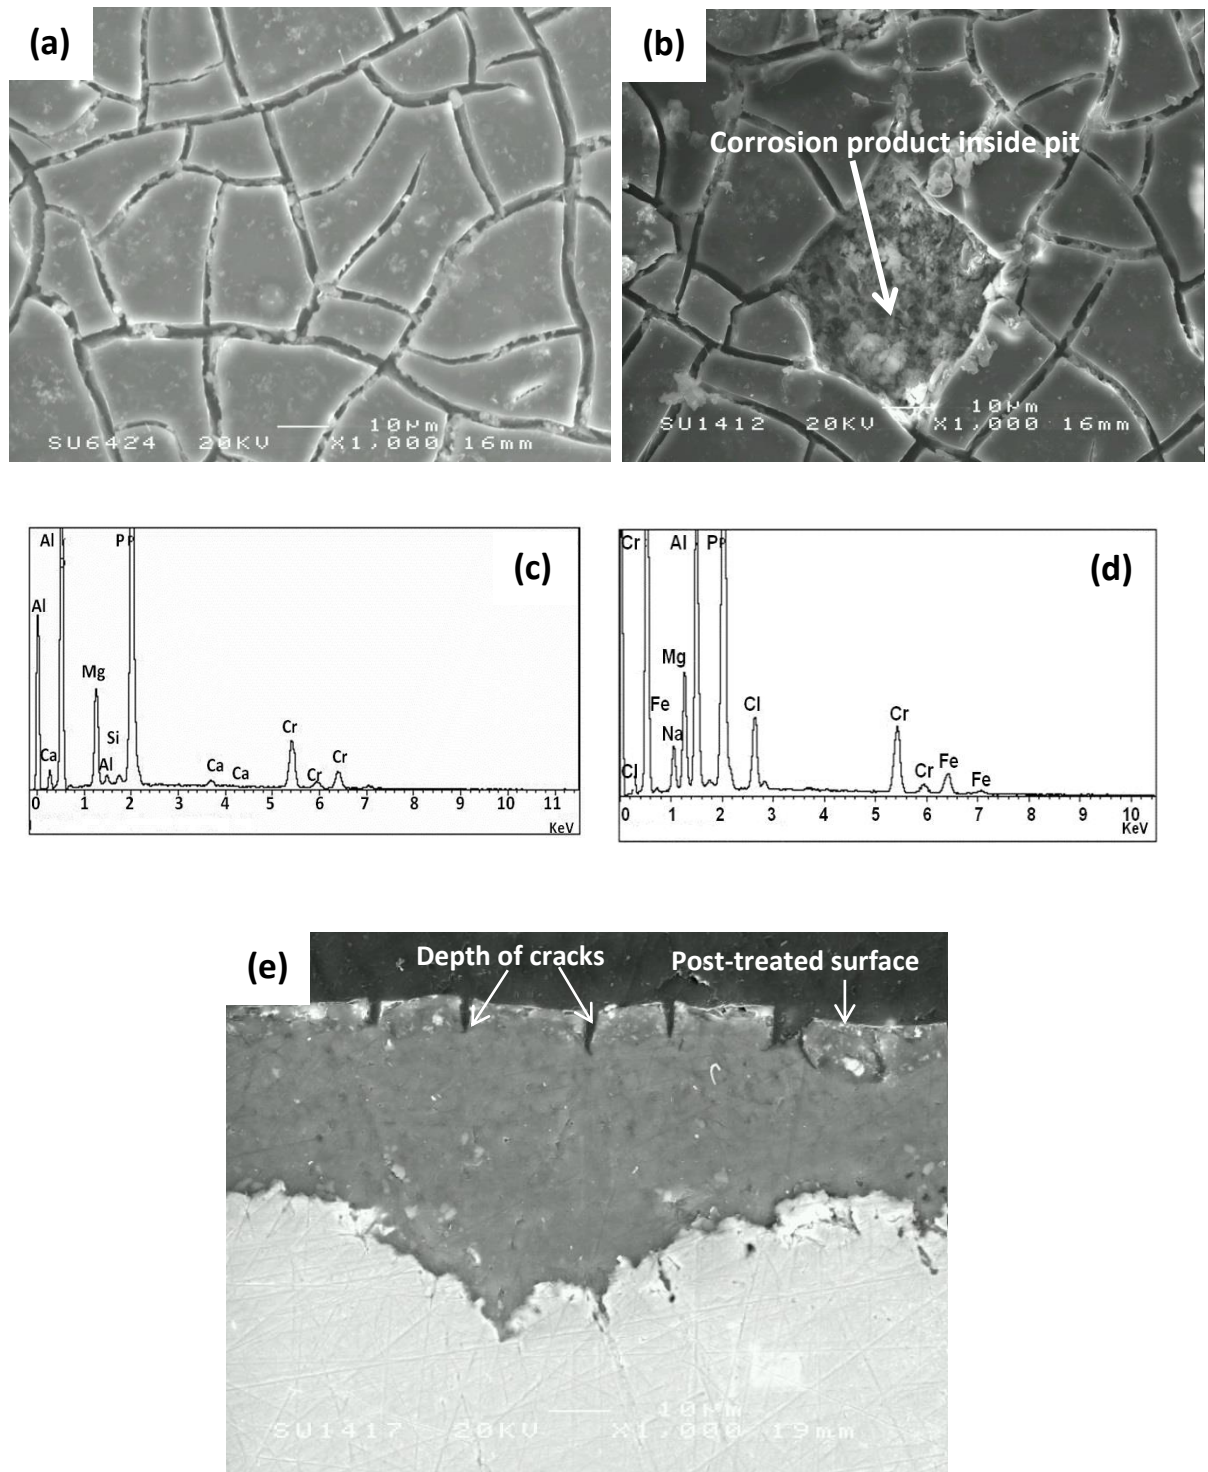 (a)
SU6424 20KV 10µm X1,000 16mm
(b)
Corrosion product inside pit
SU1412 20KV 10µm X1,000 16mm
(c)
Al P P
Al
Mg
Ca
Si
Al
Ca Ca
Cr
Cr
Cr
0 1 2 3 4 5 6 7 8 9 10 11
KeV
(d)
Cr Al P P
Mg
Fe
Na
Cl
Cl
Cr
Cr
Fe
Fe
0 1 2 3 4 5 6 7 8 9 10
KeV
(e)
Depth of cracks
Post-treated surface
SU1417 20KV 10µm X1,000 19mm